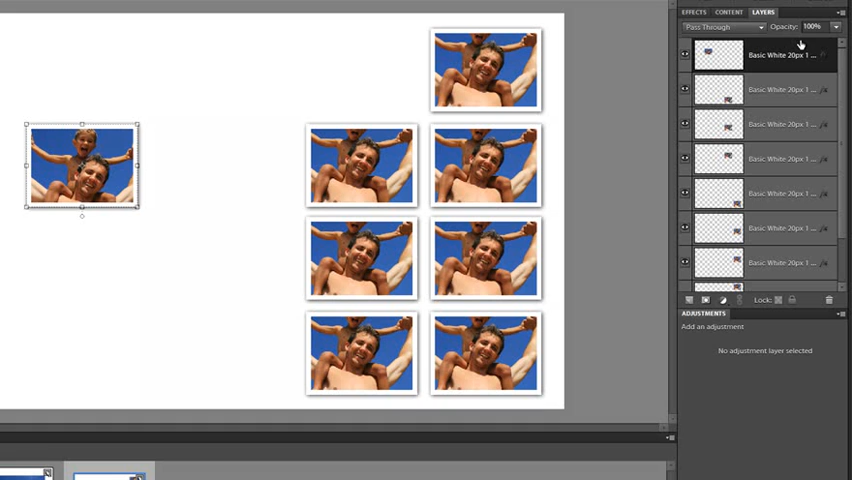 EFFECTS CONTENT LAYERS
Pass Through Opacity: 100%
Basic White 20px 1 ...
Basic White 20px 1 ...
Basic White 20px 1 ...
Basic White 20px 1 ...
Basic White 20px 1 ...
Basic White 20px 1 ...
Basic White 20px 1 ...
Lock:
ADJUSTMENTS
Add an adjustment
No adjustment layer selected